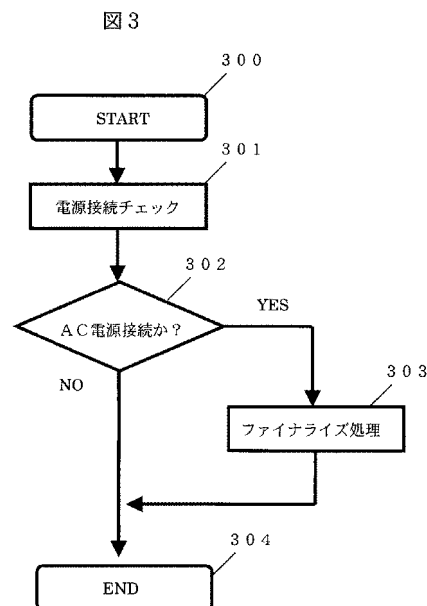 図3
300
START
301
電源接続チェック
302
AC電源接続か?
YES
NO
303
ファイナライズ処理
304
END